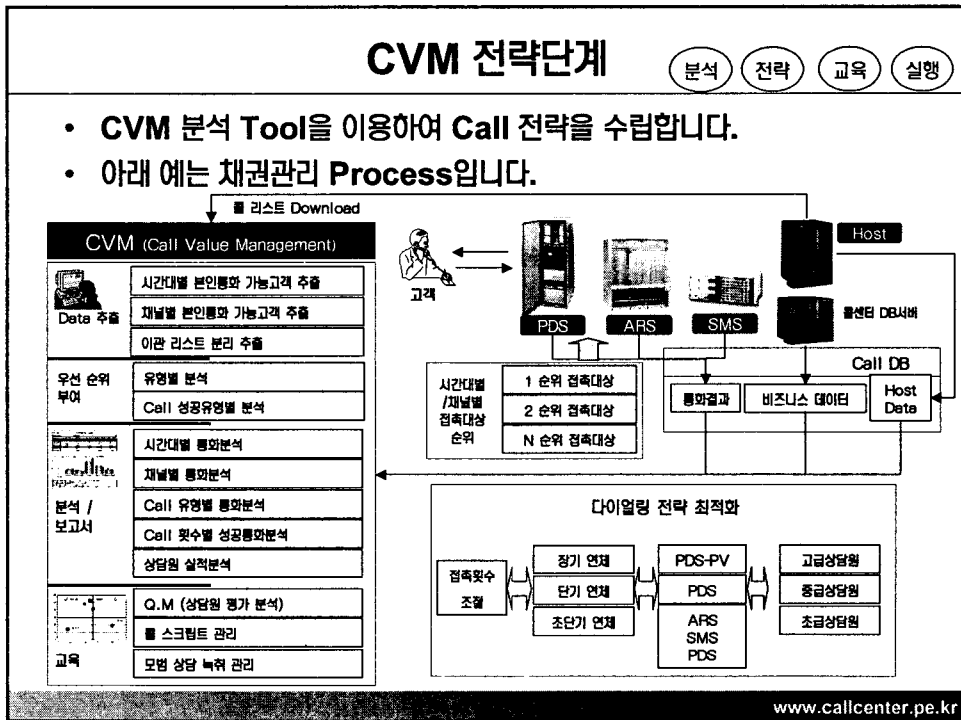 CVM 전략단계
분석 전략 교육 실행
• CVM 분석 Tool을 이용하여 Call 전략을 수립합니다.
• 아래 예는 채권관리 Process입니다.
콜 리스트 Download
CVM (Call Value Management)
Data 추출
시간대별 본인통화 가능고객 추출
채널별 본인통화 가능고객 추출
이관 리스트 분리 추출
우선 순위
부여
유형별 분석
Call 성공유형별 분석
분석 /
보고서
시간대별 통화분석
채널별 통화분석
Call 유형별 통화분석
Call 횟수별 성공통화분석
상담원 실적분석
교육
Q.M (상담원 평가 분석)
콜 스크립트 관리
모범 상담 녹취 관리
고객
PDS
ARS
SMS
Host
콜센터 DB서버
시간대별
/채널별
접촉대상
순위
1 순위 접촉대상
2 순위 접촉대상
N 순위 접촉대상
Call DB
통화결과
비즈니스 데이터
Host
Data
다이얼링 전략 최적화
접촉횟수
조절
장기 연체
단기 연체
초단기 연체
PDS-PV
PDS
ARS
SMS
PDS
고급상담원
중급상담원
초급상담원
www.callcenter.pe.kr